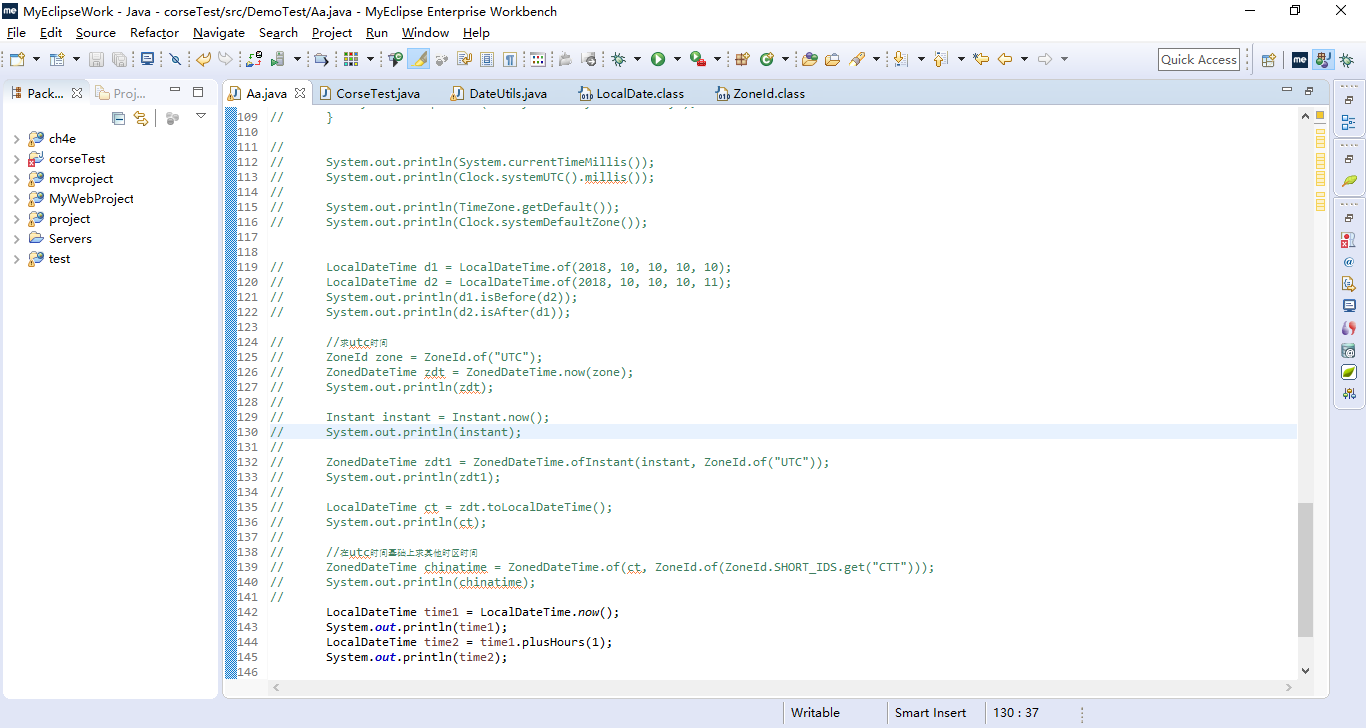 MyEclipseWork - Java - corseTest/src/DemoTest/Aa.java - MyEclipse Enterprise Workbench
File Edit Source Refactor Navigate Search Project Run Window Help
Quick Access
Pack... Proj...
Aa.java CorseTest.java DateUtils.java LocalDate.class ZoneId.class
ch4e
corseTest
mvcproject
MyWebProject
project
Servers
test
109 // }
110
111 //
112 // System.out.println(System.currentTimeMillis());
113 // System.out.println(Clock.systemUTC().millis());
114 //
115 // System.out.println(TimeZone.getDefault());
116 // System.out.println(Clock.systemDefaultZone());
117
118
119 // LocalDateTime d1 = LocalDateTime.of(2018, 10, 10, 10, 10);
120 // LocalDateTime d2 = LocalDateTime.of(2018, 10, 10, 10, 11);
121 // System.out.println(d1.isBefore(d2));
122 // System.out.println(d2.isAfter(d1));
123
124 // //求utc时间
125 // ZoneId zone = ZoneId.of("UTC");
126 // ZonedDateTime zdt = ZonedDateTime.now(zone);
127 // System.out.println(zdt);
128 //
129 // Instant instant = Instant.now();
130 // System.out.println(instant);
131 //
132 // ZonedDateTime zdt1 = ZonedDateTime.ofInstant(instant, ZoneId.of("UTC"));
133 // System.out.println(zdt1);
134 //
135 // LocalDateTime ct = zdt.toLocalDateTime();
136 // System.out.println(ct);
137 //
138 // //在utc时间基础上求其他时区时间
139 // ZonedDateTime chinatime = ZonedDateTime.of(ct, ZoneId.of(ZoneId.SHORT_IDS.get("CTT")));
140 // System.out.println(chinatime);
141 //
142 LocalDateTime time1 = LocalDateTime.now();
143 System.out.println(time1);
144 LocalDateTime time2 = time1.plusHours(1);
145 System.out.println(time2);
146
Writable Smart Insert 130 : 37